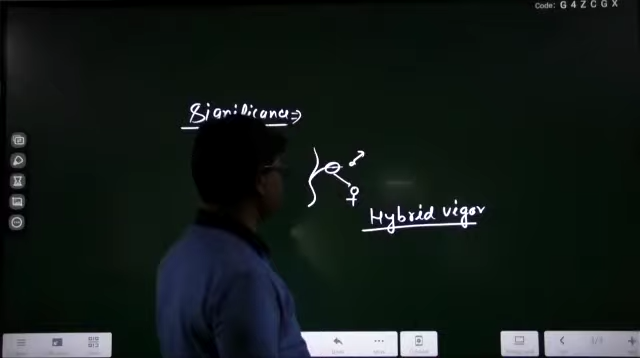 Code: G4ZCGX
Significance⇒
♂
♀
Hybrid vigor